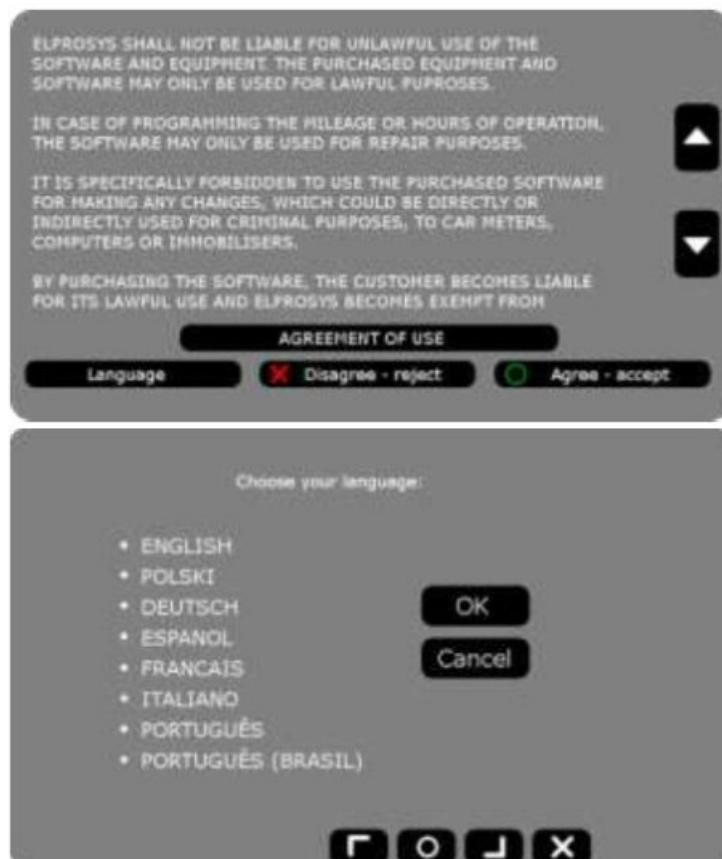 ELPROSYS SHALL NOT BE LIABLE FOR UNLAWFUL USE OF THE
SOFTWARE AND EQUIPMENT. THE PURCHASED EQUIPMENT AND
SOFTWARE MAY ONLY BE USED FOR LAWFUL PUPROSES.
IN CASE OF PROGRAMMING THE MILEAGE OR HOURS OF OPERATION,
THE SOFTWARE MAY ONLY BE USED FOR REPAIR PURPOSES.
IT IS SPECIFICALLY FORBIDDEN TO USE THE PURCHASED SOFTWARE
FOR MAKING ANY CHANGES, WHICH COULD BE DIRECTLY OR
INDIRECTLY USED FOR CRIMINAL PURPOSES, TO CAR METERS,
COMPUTERS OR IMMOBILISERS.
BY PURCHASING THE SOFTWARE, THE CUSTOMER BECOMES LIABLE
FOR ITS LAWFUL USE AND ELPROSYS BECOMES EXEMPT FROM
AGREEMENT OF USE
Language Disagree - reject Agree - accept
Choose your language:
• ENGLISH
• POLSKI
• DEUTSCH
• ESPANOL
• FRANCAIS
• ITALIANO
• PORTUGUÊS
• PORTUGUÊS (BRASIL)
OK
Cancel